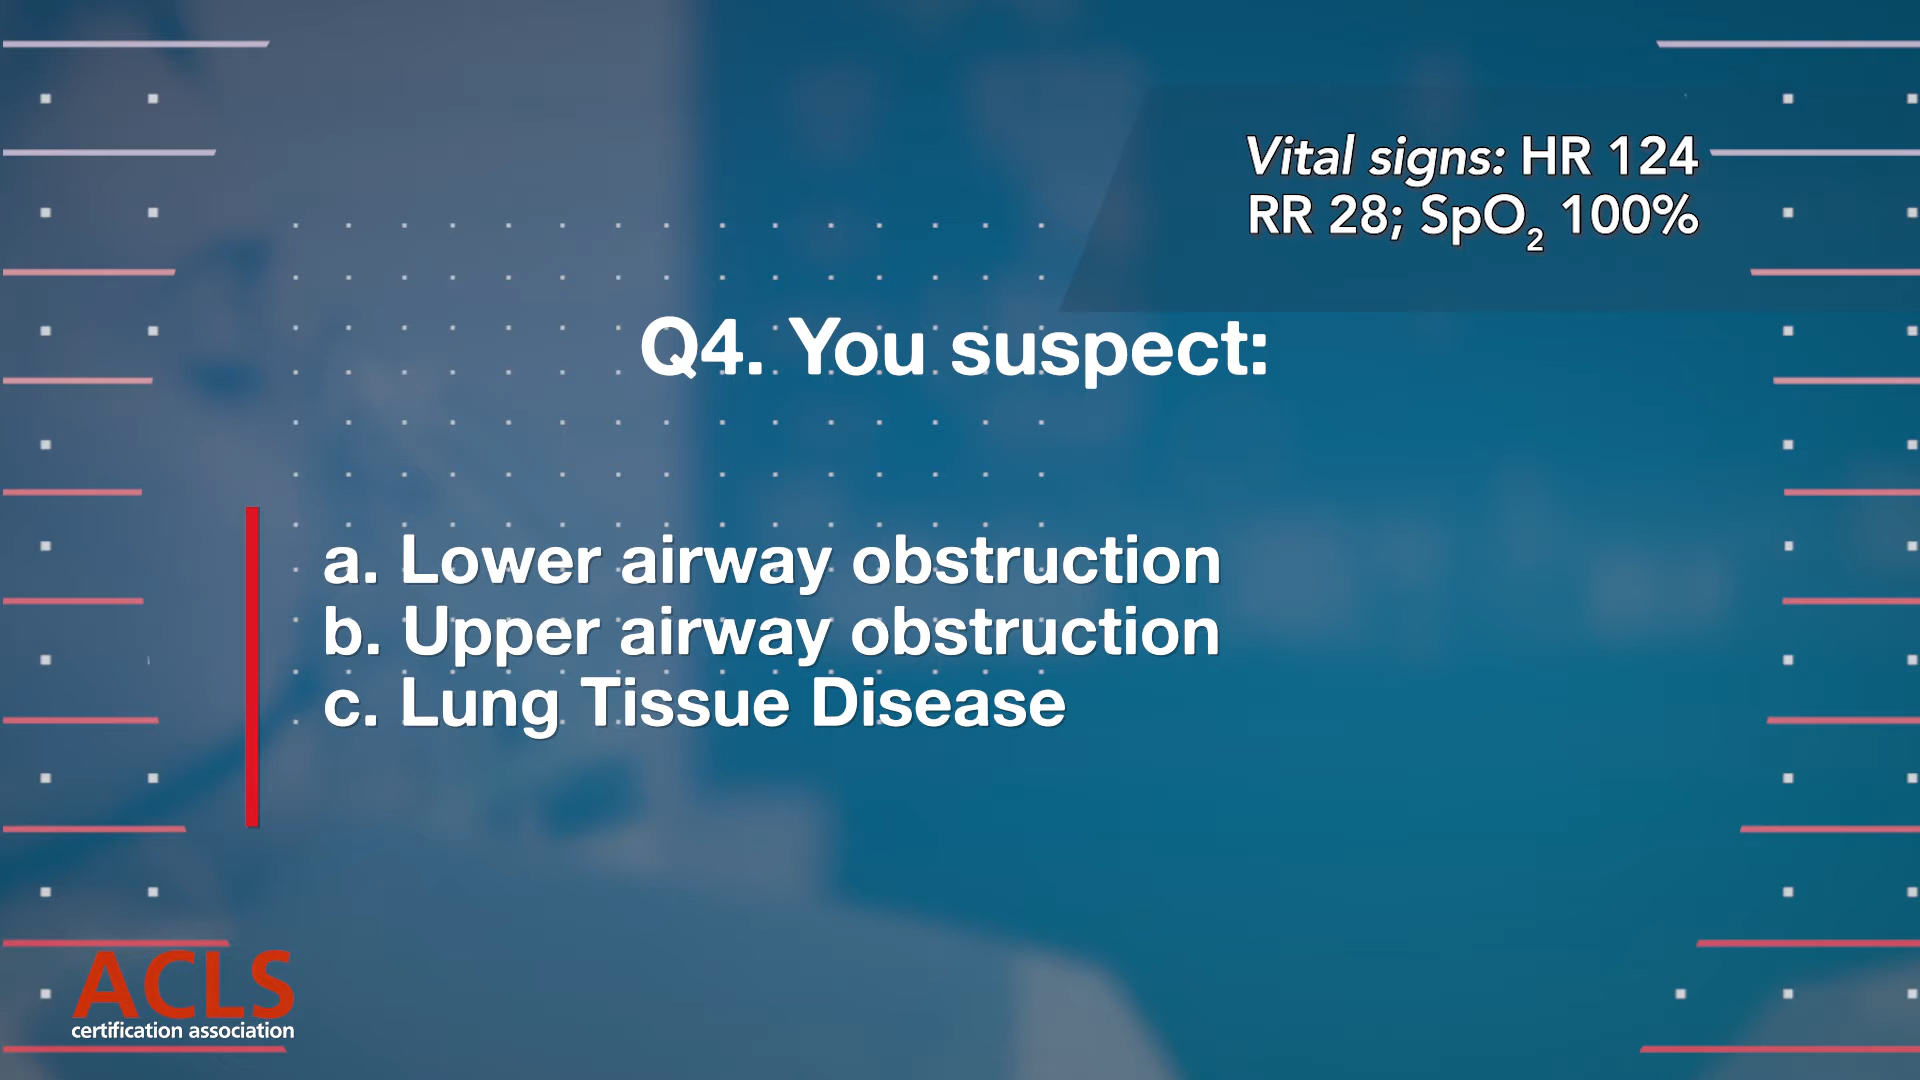 Vital signs: HR 124
RR 28; SpO₂ 100%
Q4. You suspect:
a. Lower airway obstruction
b. Upper airway obstruction
c. Lung Tissue Disease
ACLS
certification association